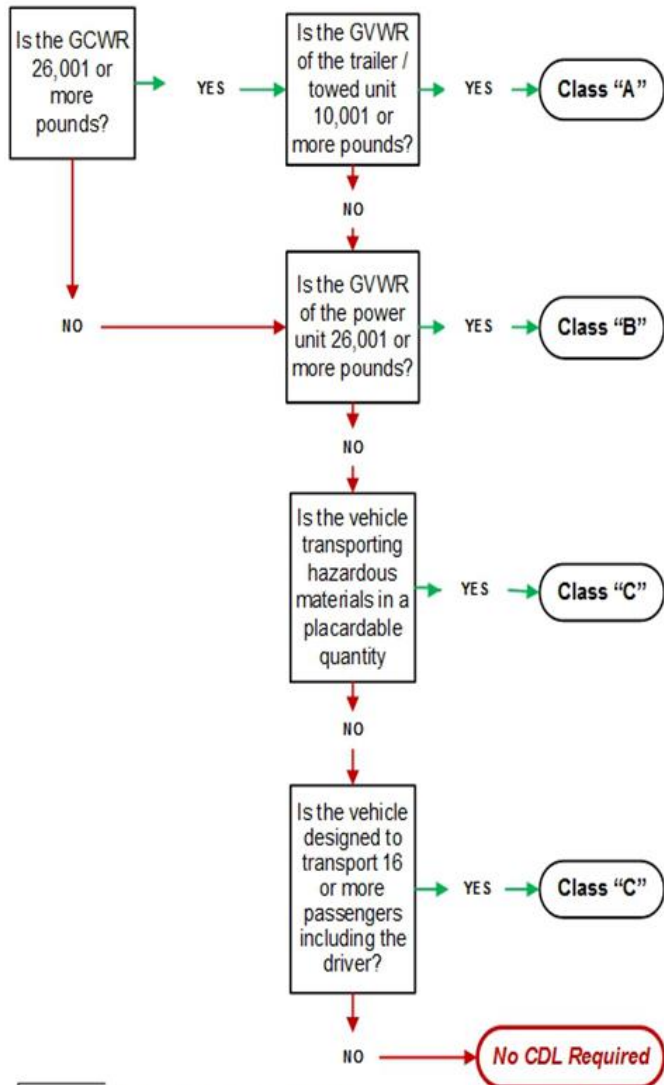 Is the GCWR
26,001 or
more
pounds?
YES
Is the GVWR
of the trailer /
towed unit
10,001 or
more pounds?
YES
Class “A”
NO
NO
Is the GVWR
of the power
unit 26,001 or
more pounds?
YES
Class “B”
NO
Is the vehicle
transporting
hazardous
materials in a
placardable
quantity
YES
Class “C”
NO
Is the vehicle
designed to
transport 16
or more
passengers
including the
driver?
YES
Class “C”
NO
No CDL Required